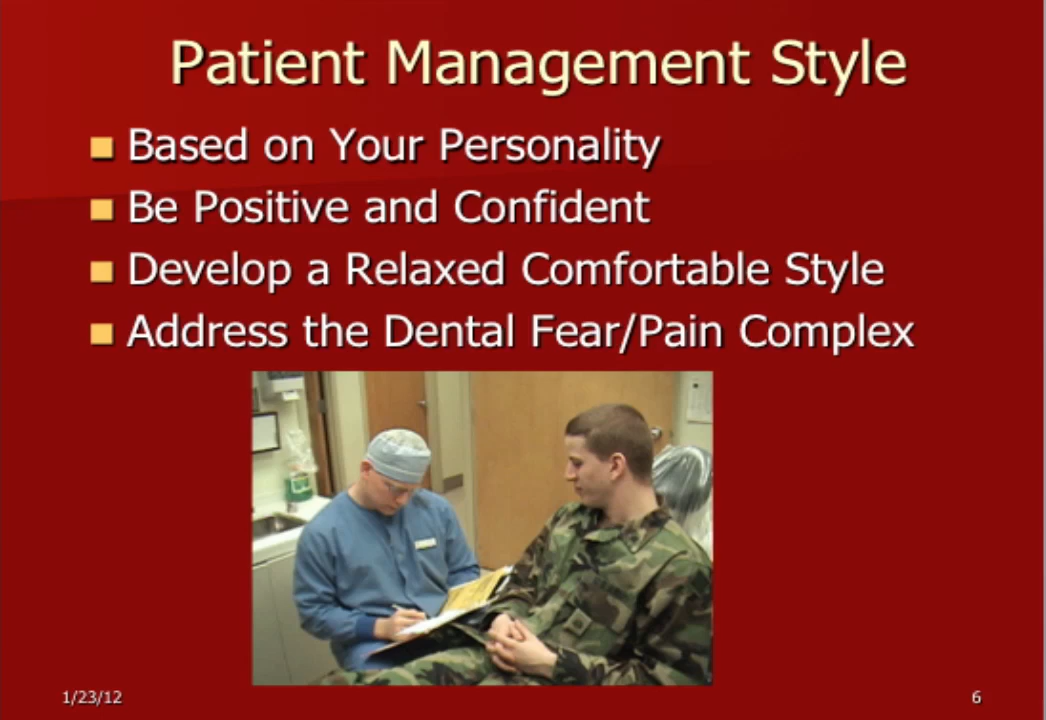 Patient Management Style
Based on Your Personality
Be Positive and Confident
Develop a Relaxed Comfortable Style
Address the Dental Fear/Pain Complex
1/23/12
6